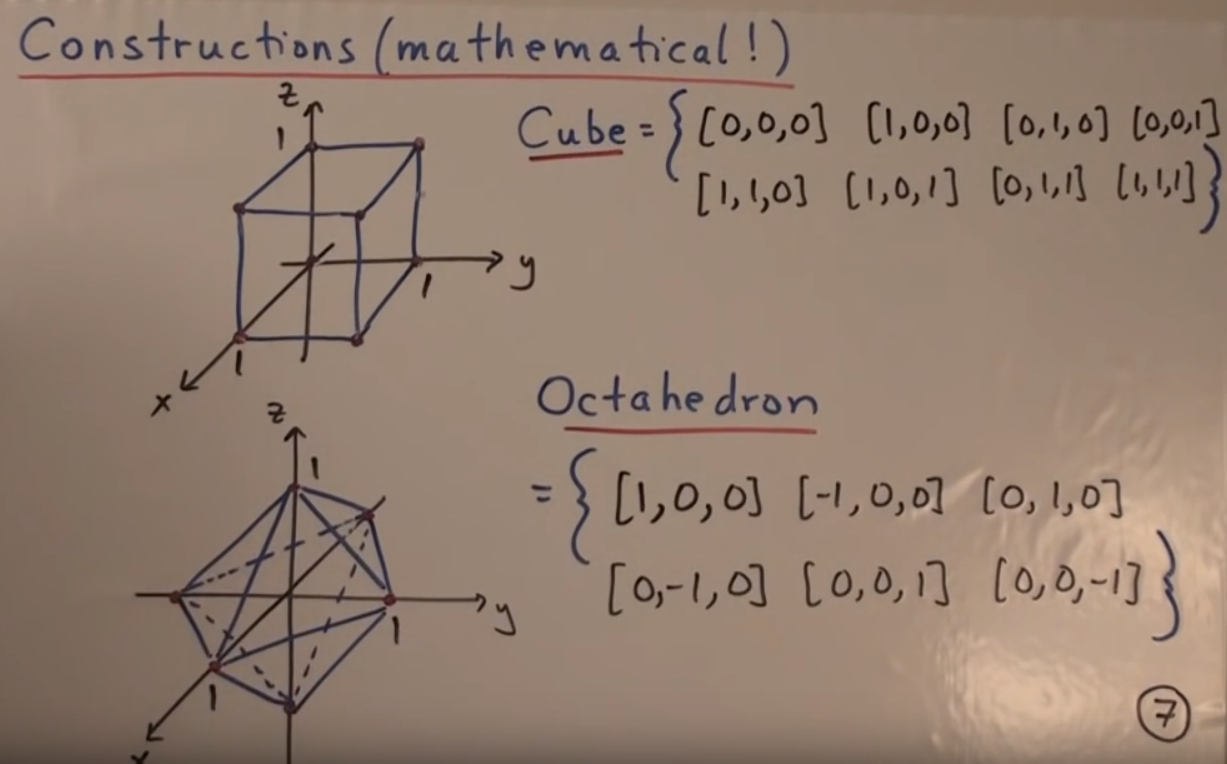 Constructions (mathematical!)
z
1
Cube = { [0,0,0] [1,0,0] [0,1,0] [0,0,1]
[1,1,0] [1,0,1] [0,1,1] [1,1,1] }
y
1
1
x
Octahedron
z
1
= { [1,0,0] [-1,0,0] [0,1,0]
[0,-1,0] [0,0,1] [0,0,-1] }
y
1
1
x
7